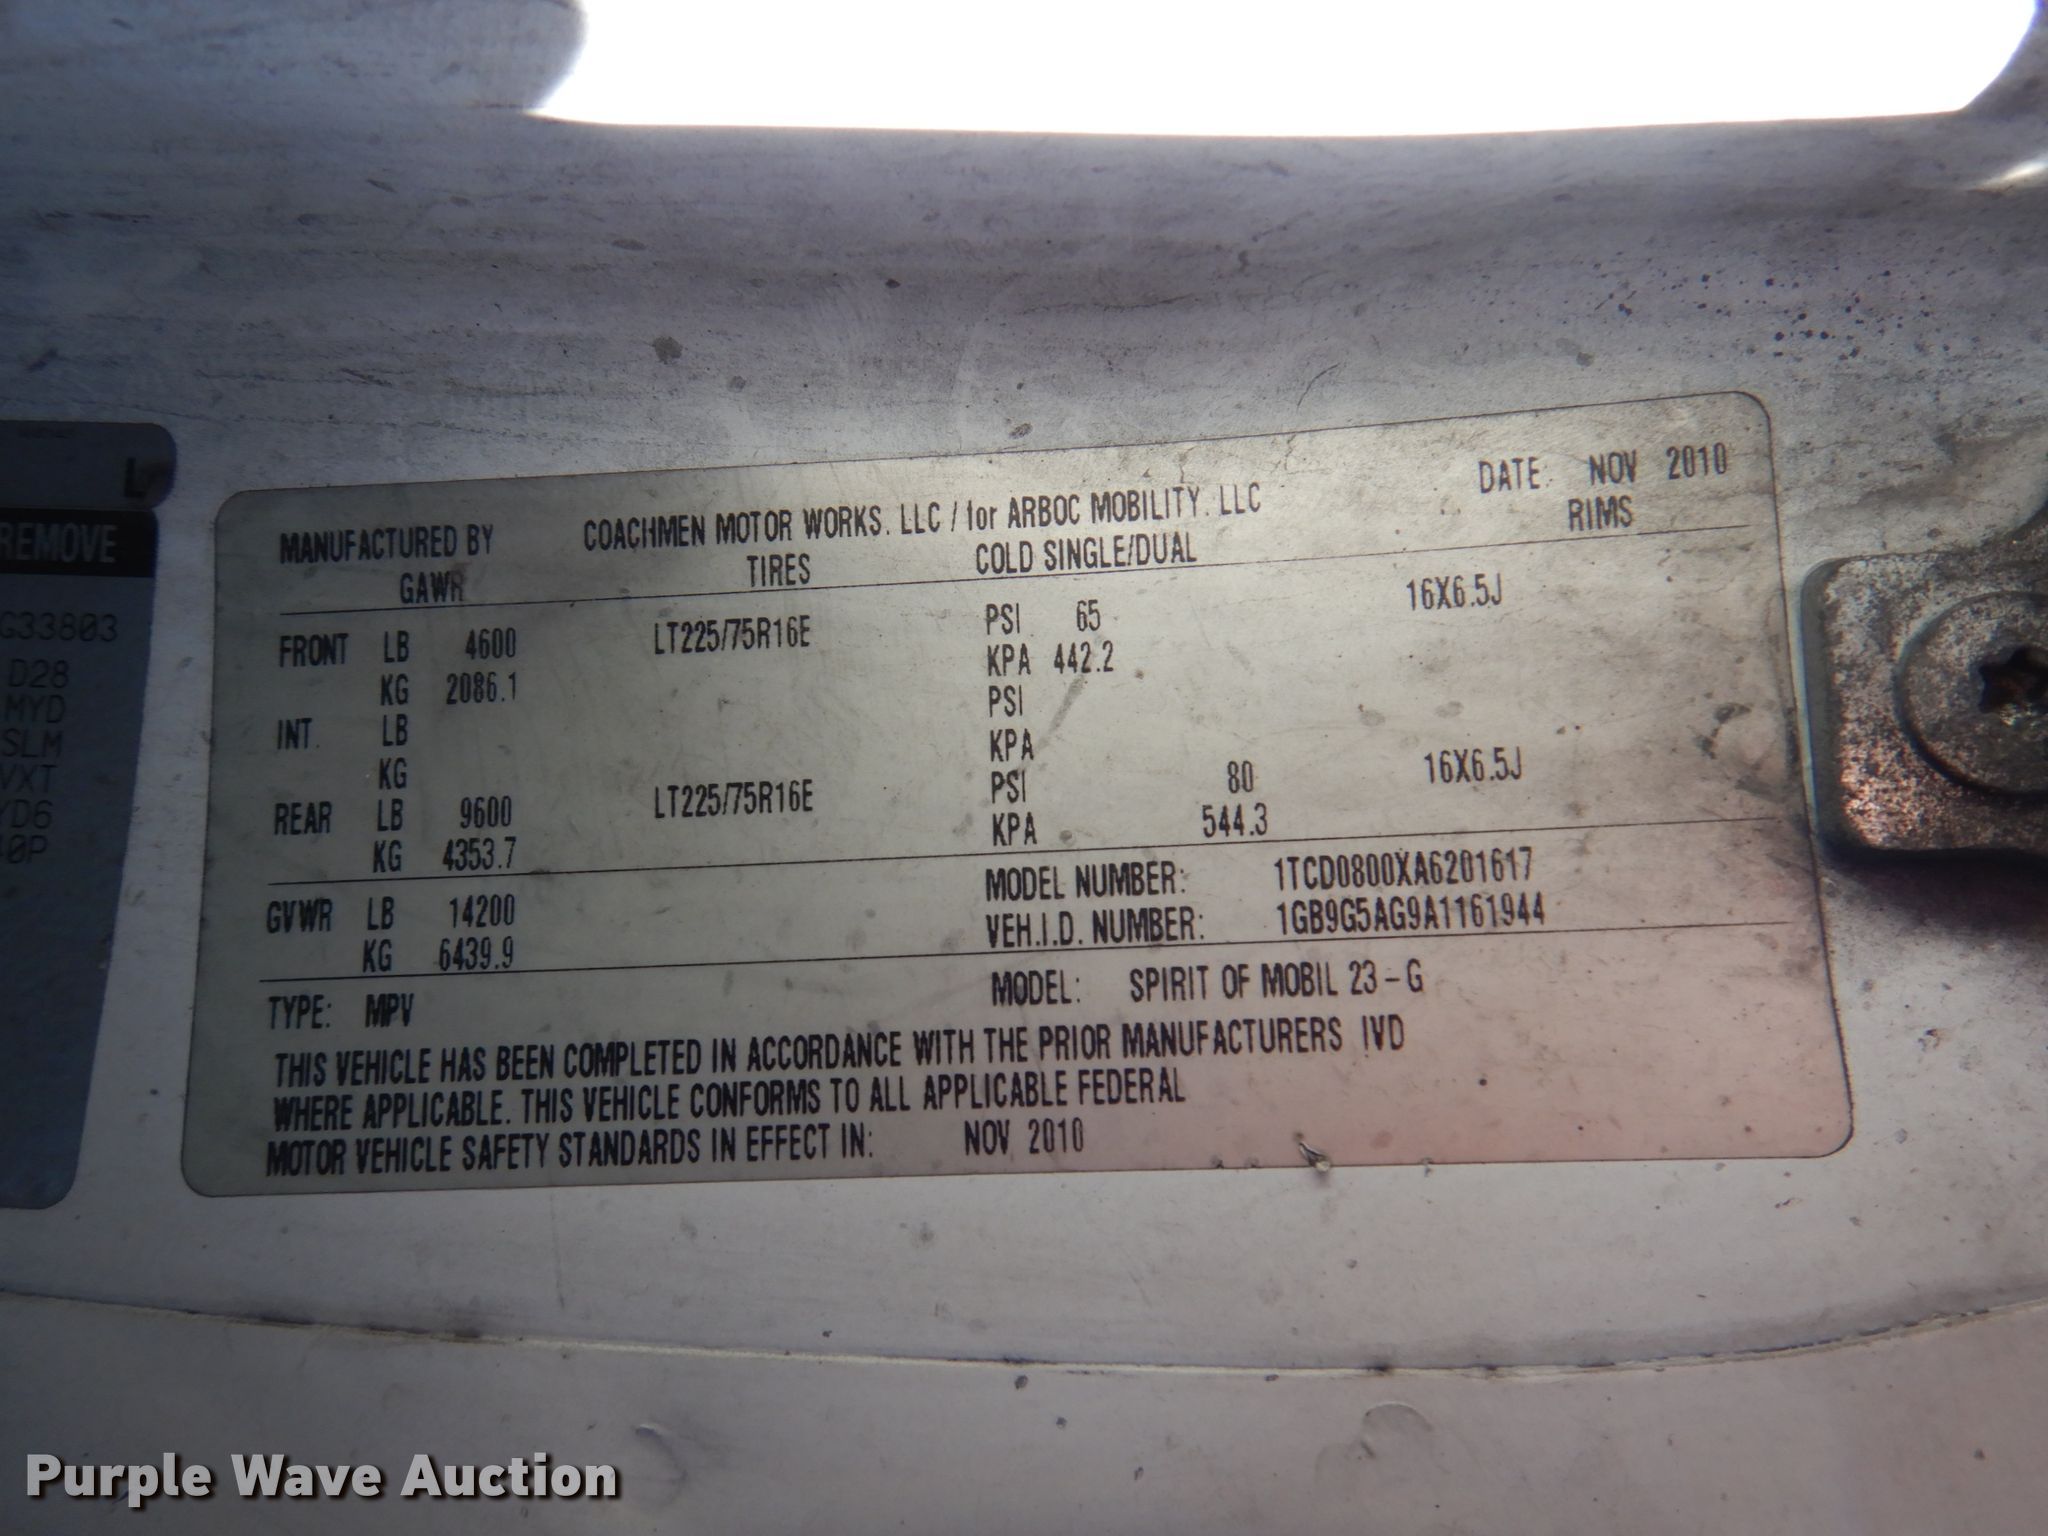 L
REMOVE
G33803
D28
MYD
SLM
VXT
YD6
40P
DATE: NOV 2010
MANUFACTURED BY COACHMEN MOTOR WORKS. LLC / for ARBOC MOBILITY. LLC
GAWR TIRES COLD SINGLE/DUAL RIMS
FRONT LB 4600 LT225/75R16E PSI 65 16X6.5J
KG 2086.1 KPA 442.2
INT. LB PSI
KG KPA
REAR LB 9600 LT225/75R16E PSI 80 16X6.5J
KG 4353.7 KPA 544.3
GVWR LB 14200 MODEL NUMBER: 1TCD0800XA6201617
KG 6439.9 VEH.I.D. NUMBER: 1GB9G5AG9A1161944
TYPE: MPV MODEL: SPIRIT OF MOBIL 23-G
THIS VEHICLE HAS BEEN COMPLETED IN ACCORDANCE WITH THE PRIOR MANUFACTURERS IVD
WHERE APPLICABLE. THIS VEHICLE CONFORMS TO ALL APPLICABLE FEDERAL
MOTOR VEHICLE SAFETY STANDARDS IN EFFECT IN: NOV 2010
Purple Wave Auction